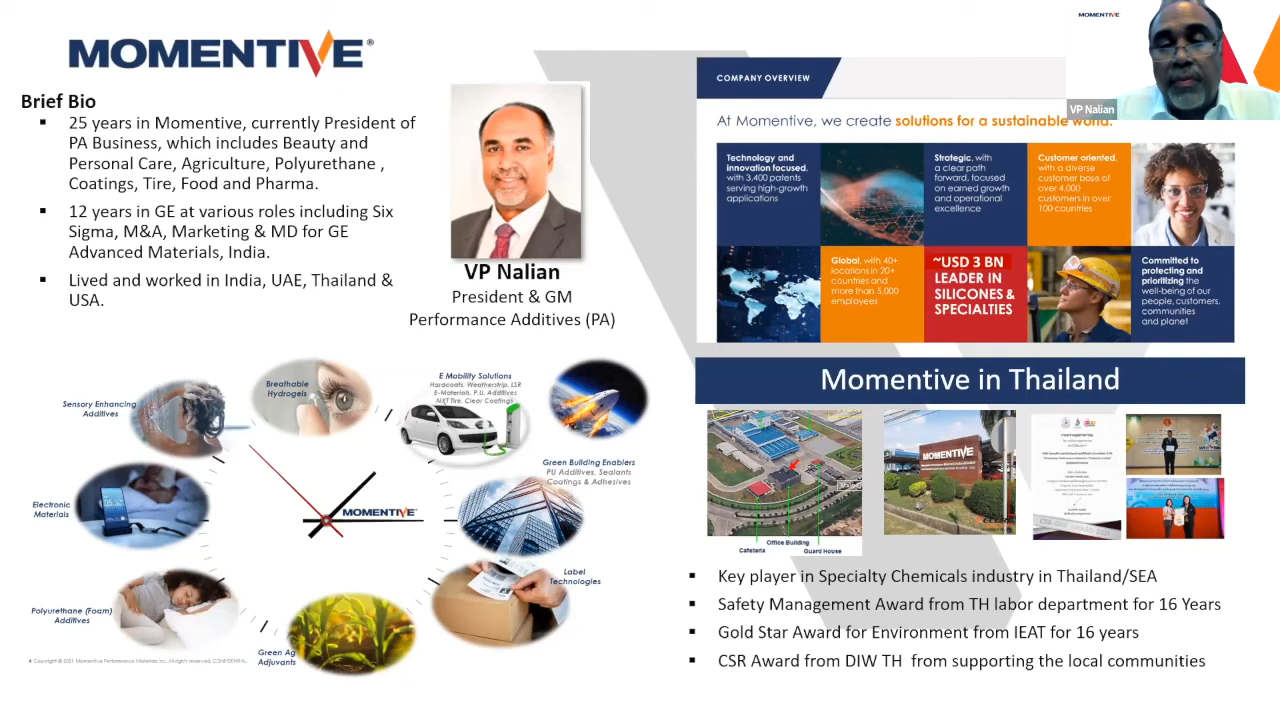 MOMENTIVE®
Brief Bio
▪ 25 years in Momentive, currently President of
PA Business, which includes Beauty and
Personal Care, Agriculture, Polyurethane ,
Coatings, Tire, Food and Pharma.
▪ 12 years in GE at various roles including Six
Sigma, M&A, Marketing & MD for GE
Advanced Materials, India.
▪ Lived and worked in India, UAE, Thailand &
USA.
VP Nalian
President & GM
Performance Additives (PA)
MOMENTIVE
VP Nalian
COMPANY OVERVIEW
At Momentive, we create solutions for a sustainable world.
Technology and
innovation focused,
with 3,400 patents
serving high-growth
applications
Strategic, with
a clear path
forward, focused
on earned growth
and operational
excellence
Customer oriented,
with a diverse
customer base of
over 4,000
customers in over
100 countries
Global, with 40+
locations in 20+
countries and
more than 5,000
employees
~USD 3 BN
LEADER IN
SILICONES &
SPECIALTIES
Committed to
protecting and
prioritizing the
well-being of our
people, customers,
communities
and planet
Sensory Enhancing
Additives
Breathable
Hydrogels
E Mobility Solutions
Hardcoats, Weatherstrip, LSR
E-Materials, P.U. Additives
NXT Tire, Clear Coatings
Green Building Enablers
PU Additives, Sealants
Coatings & Adhesives
Electronic
Materials
MOMENTIVE
Label
Technologies
Polyurethane (Foam)
Additives
Green Ag
Adjuvants
4 Copyright © 2021 Momentive Performance Materials Inc. All rights reserved. CONFIDENTIAL.
Momentive in Thailand
MOMENTIVE
Office Building
Cafeteria
Guard House
▪ Key player in Specialty Chemicals industry in Thailand/SEA
▪ Safety Management Award from TH labor department for 16 Years
▪ Gold Star Award for Environment from IEAT for 16 years
▪ CSR Award from DIW TH from supporting the local communities